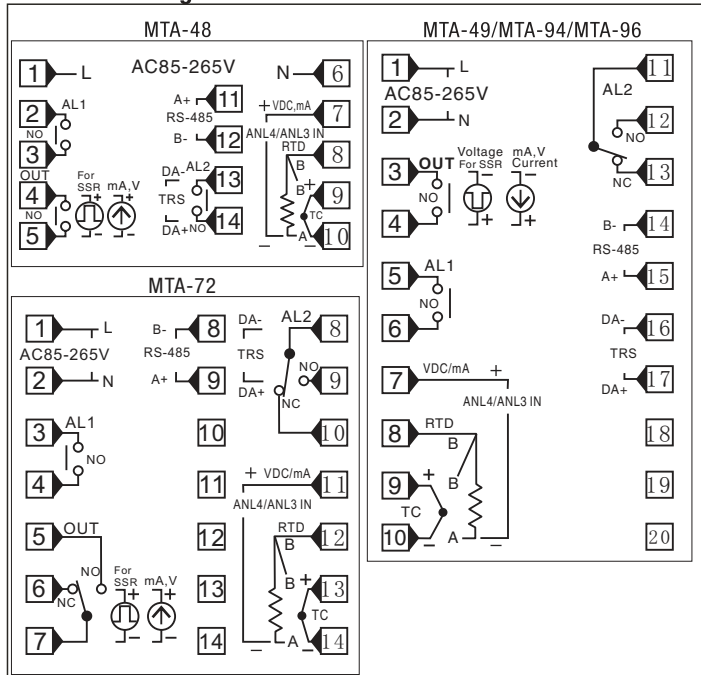 MTA-48
1 L AC85-265V N 6
2 AL1 A+ 11 + VDC,mA 7
NO RS-485
3 B- 12 ANL4/ANL3 IN RTD 8
OUT For SSR + mA,V + DA- AL2 13 B B
4 TRS + 9
NO TC
5 - - DA+ NO 14 - A - 10
MTA-72
1 L B- 8 DA- AL2 8
AC85-265V RS-485 TRS NO
2 N A+ 9 DA+ NC 9
3 AL1 10 10
NO
4 11 + VDC/mA 11
ANL4/ANL3 IN
5 OUT 12 RTD 12
For SSR + mA,V + B
6 NO NC 13 B + 13
TC
7 - - 14 - A - 14
MTA-49/MTA-94/MTA-96
1 L 11
AC85-265V AL2
2 N NO 12
3 OUT Voltage For SSR - mA,V Current - NC 13
NO
4 + + B- 14
RS-485
5 AL1 A+ 15
NO
6 DA- 16
TRS
7 VDC/mA + DA+ 17
ANL4/ANL3 IN
8 RTD B 18
B
9 + 19
TC
10 - A - 20